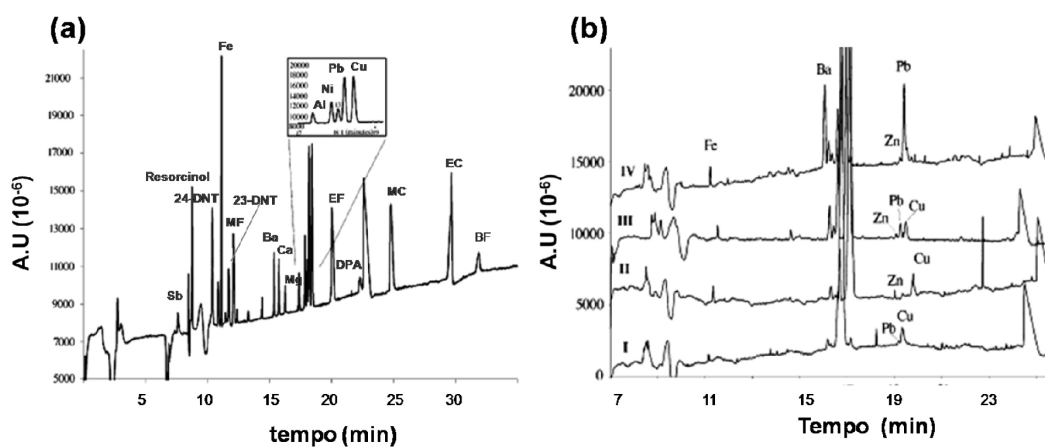 (a)
Fe
Pb Cu
Ni
Al
20000
18000
16000
14000
12000
10000
8000
Resorcinol
24-DNT
23-DNT
MF
Sb
Ba
Ca
Mg
EF
DPA
MC
EC
BF
A.U (10-6)
21000
19000
17000
15000
13000
11000
9000
7000
5000
5 10 15 20 25 30
tempo (min)
(b)
Ba
Pb
Zn
Fe
IV
III
Pb
Zn
Cu
II
Cu
Zn
I
Cu
Pb
A.U (10-6)
20000
15000
10000
5000
0
7 11 15 19 23
Tempo (min)